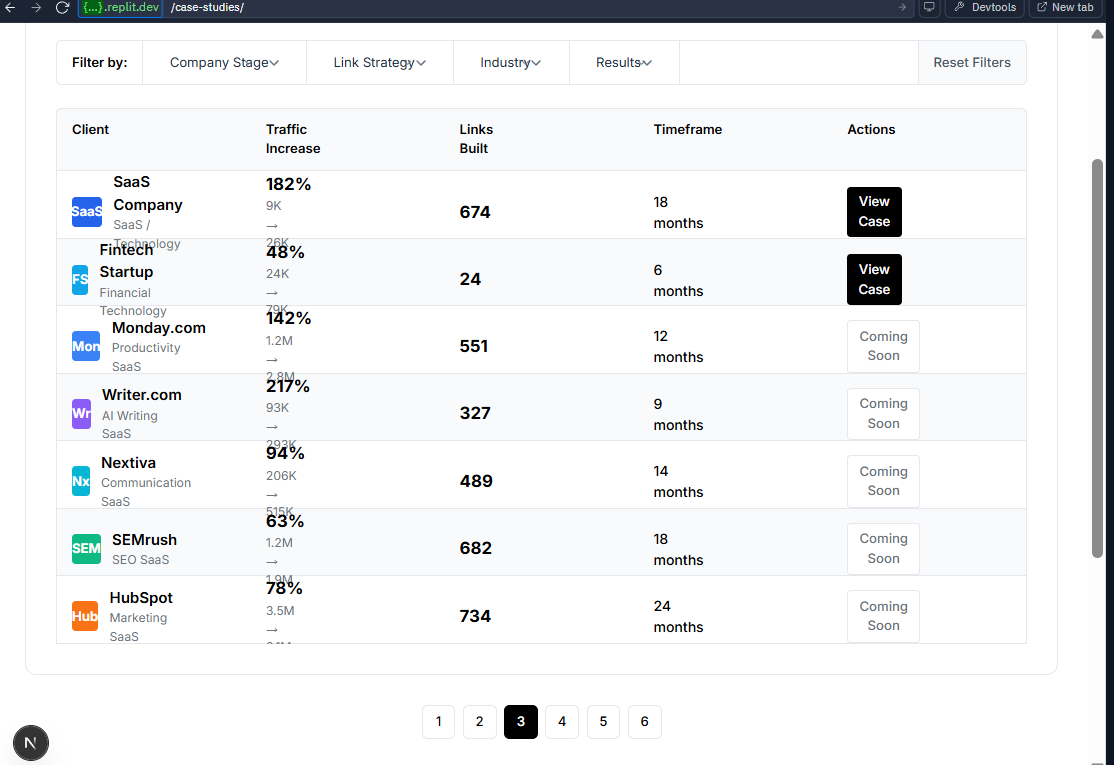 {...}.replit.dev /case-studies/ Devtools New tab
Filter by: Company Stage Link Strategy Industry Results Reset Filters
Client Traffic Increase Links Built Timeframe Actions
SaaS
SaaS Company
SaaS / Technology
182%
9K
→
26K
674
18 months
View Case
FS
Fintech Startup
Financial Technology
48%
24K
→
79K
24
6 months
View Case
Mon
Monday.com
Productivity SaaS
142%
1.2M
→
2.8M
551
12 months
Coming Soon
Wr
Writer.com
AI Writing SaaS
217%
93K
→
293K
327
9 months
Coming Soon
Nx
Nextiva
Communication SaaS
94%
206K
→
515K
489
14 months
Coming Soon
SEM
SEMrush
SEO SaaS
63%
1.2M
→
1.9M
682
18 months
Coming Soon
Hub
HubSpot
Marketing SaaS
78%
3.5M
→
734
24 months
Coming Soon
1 2 3 4 5 6
N